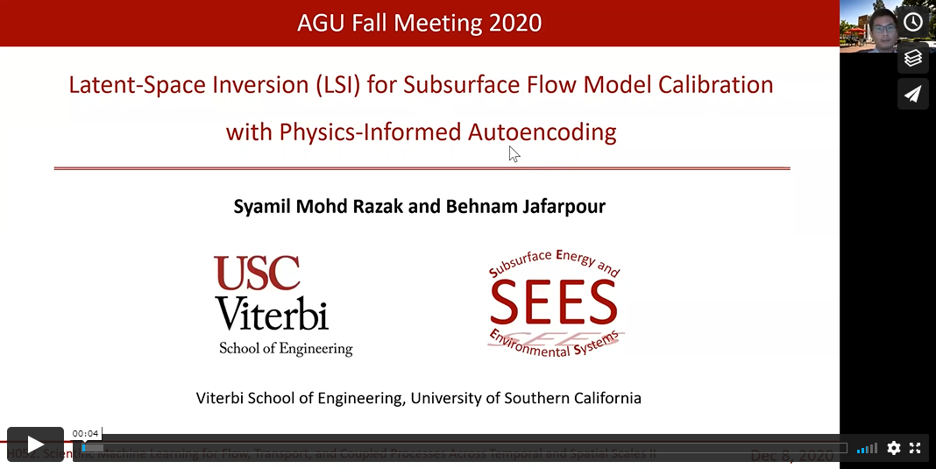 AGU Fall Meeting 2020
Latent-Space Inversion (LSI) for Subsurface Flow Model Calibration
with Physics-Informed Autoencoding
Syamil Mohd Razak and Behnam Jafarpour
USC
Viterbi
School of Engineering
Subsurface Energy and
SEES
Environmental Systems
Viterbi School of Engineering, University of Southern California
00:04
H092: Scientific Machine Learning for Flow, Transport, and Coupled Processes Across Temporal and Spatial Scales II
Dec 8, 2020